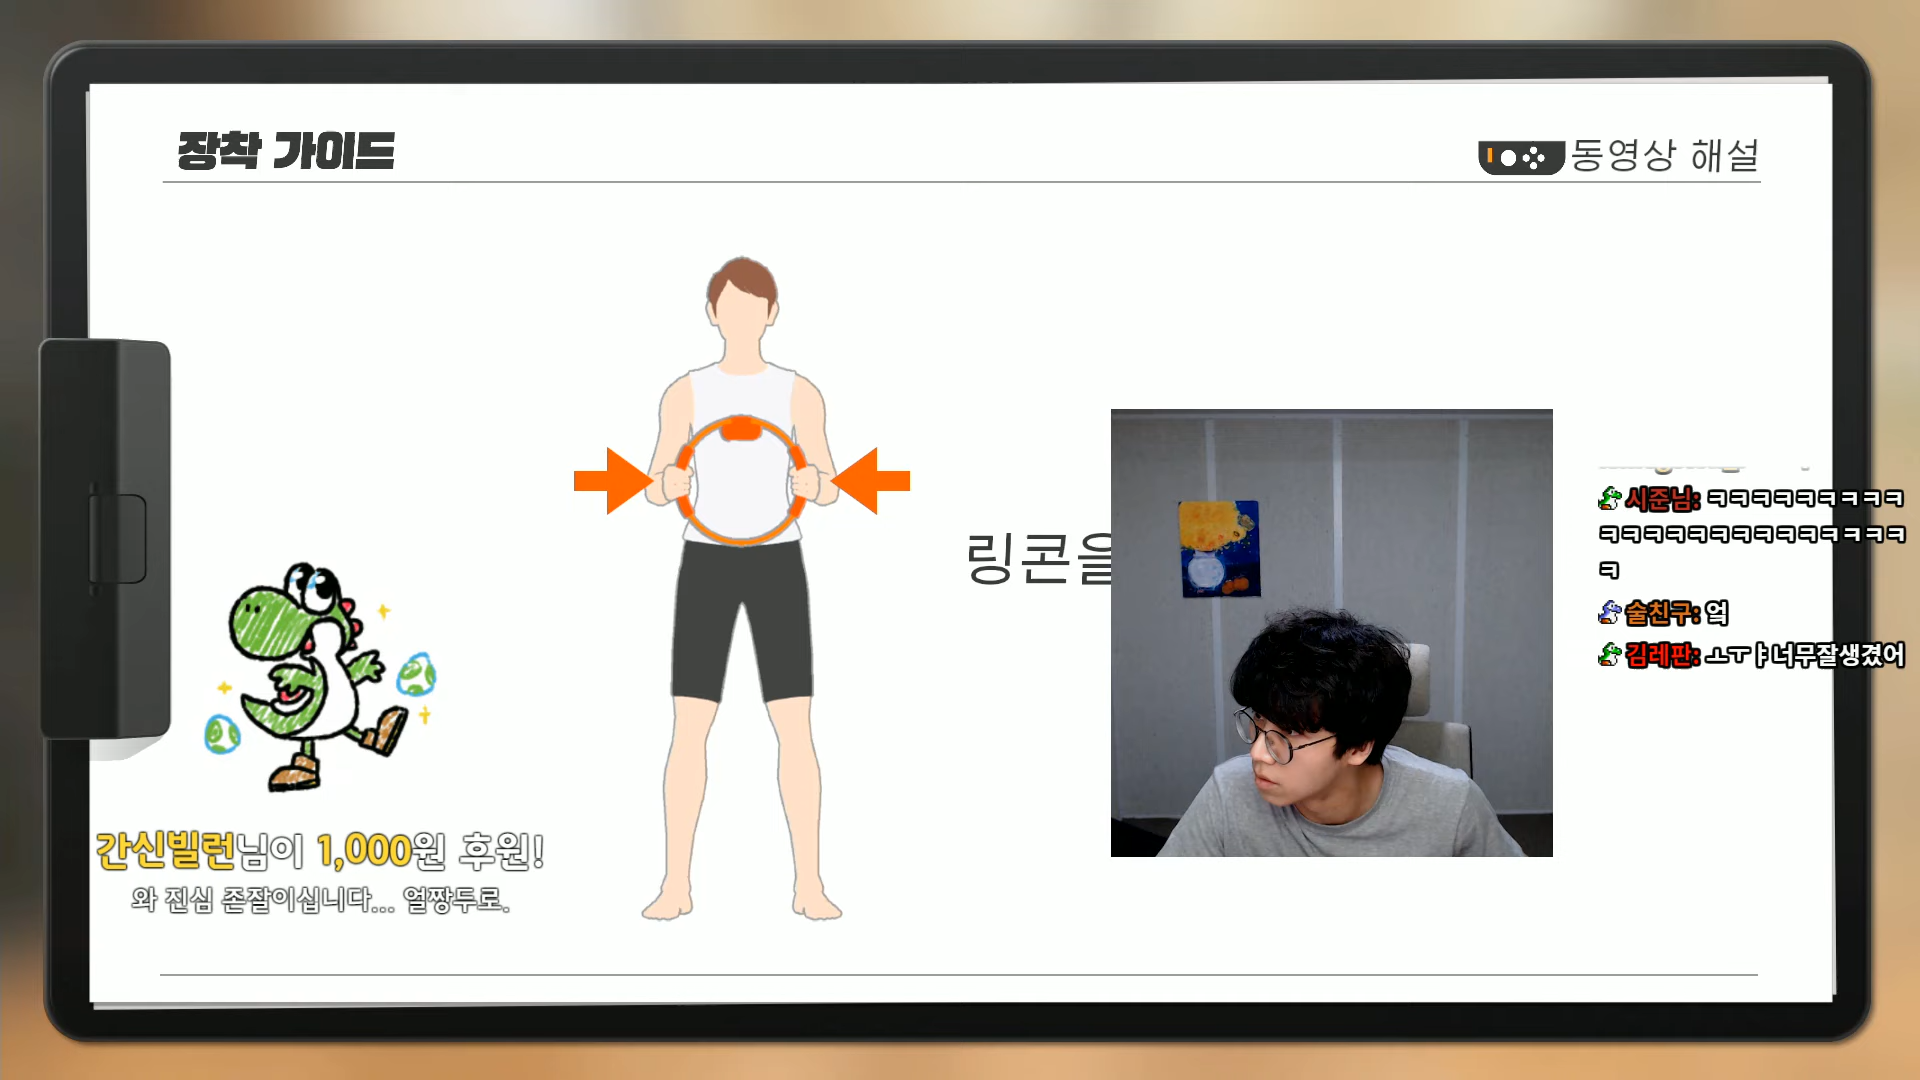 장착 가이드
동영상 해설
링콘을
시준님: ㅋㅋㅋㅋㅋㅋㅋㅋㅋ
ㅋㅋㅋㅋㅋㅋㅋㅋㅋㅋㅋㅋㅋㅋ
ㅋ
술친구: 엌
김레판: ㅗㅜㅑ 너무잘생겼어
간신빌런님이 1,000원 후원!
와 진심 존잘이십니다... 얼짱두로.